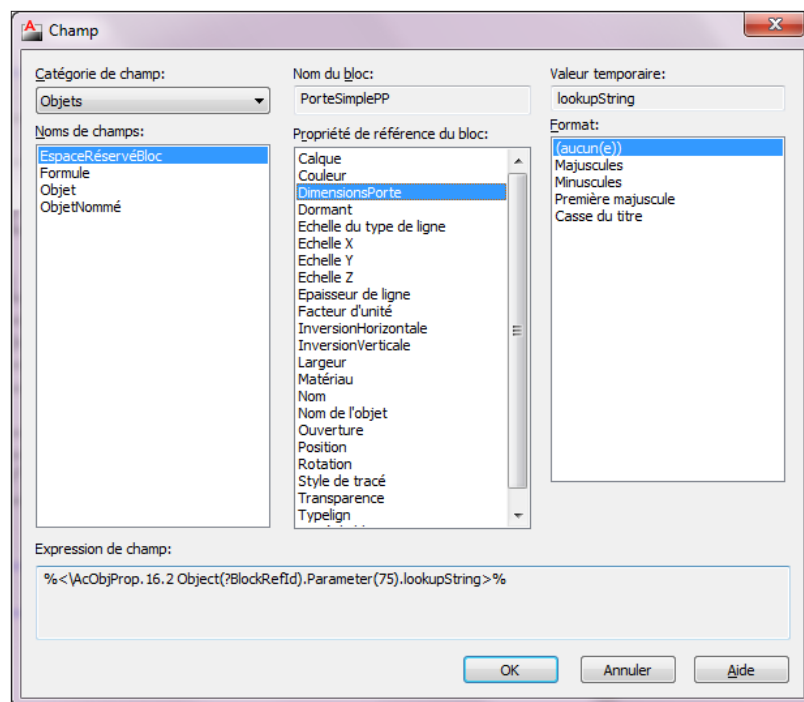 Champ
Catégorie de champ:
Objets
Noms de champs:
EspaceRéservéBloc
Formule
Objet
ObjetNommé
Nom du bloc:
PorteSimplePP
Propriété de référence du bloc:
Calque
Couleur
DimensionsPorte
Dormant
Echelle du type de ligne
Echelle X
Echelle Y
Echelle Z
Epaisseur de ligne
Facteur d'unité
InversionHorizontale
InversionVerticale
Largeur
Matériau
Nom
Nom de l'objet
Ouverture
Position
Rotation
Style de tracé
Transparence
Typelign
Valeur temporaire:
lookupString
Format:
(aucun(e))
Majuscules
Minuscules
Première majuscule
Casse du titre
Expression de champ:
%<\AcObjProp.16.2 Object(?BlockRefId).Parameter(75).lookupString>%
OK
Annuler
Aide